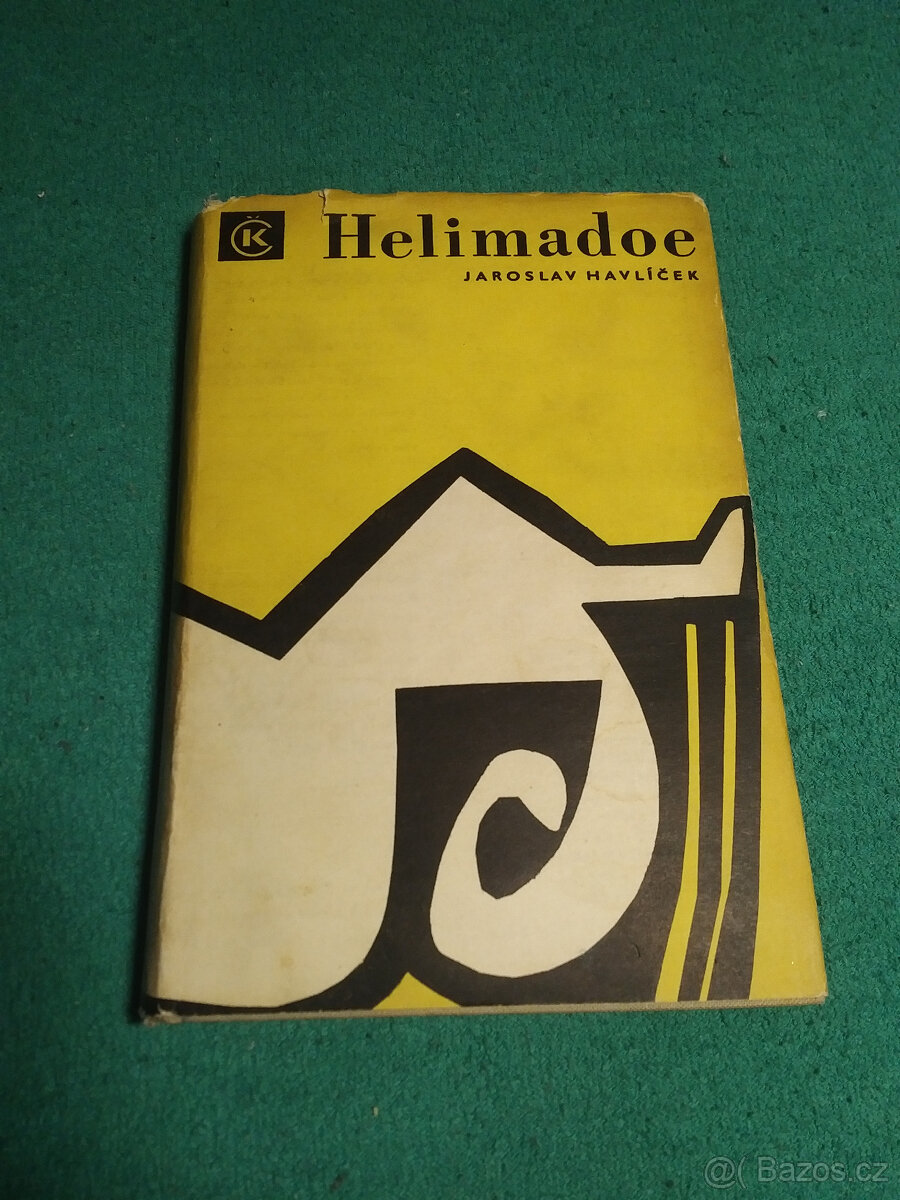 ČK
Helimadoe
JAROSLAV HAVLÍČEK
@( Bazos.cz